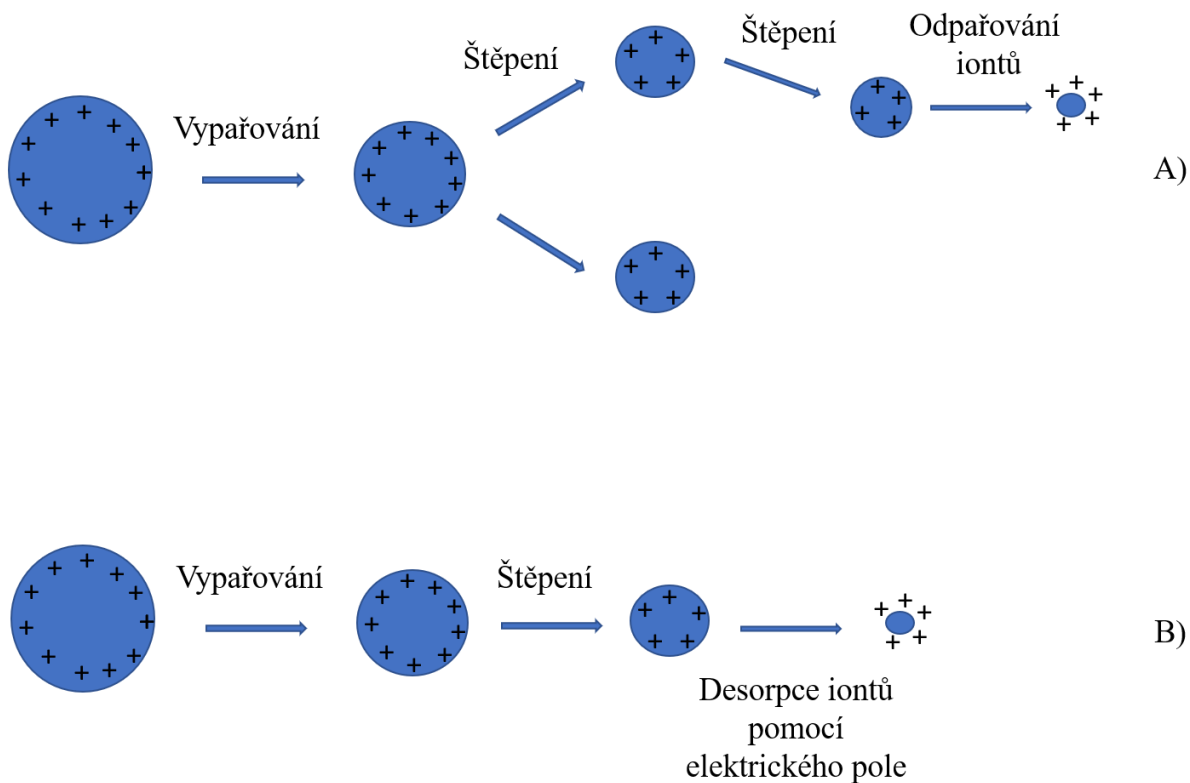 Štěpení
Štěpení
Odpařování
iontů
Vypařování
A)
Vypařování
Štěpení
B)
Desorpce iontů
pomocí
elektrického pole